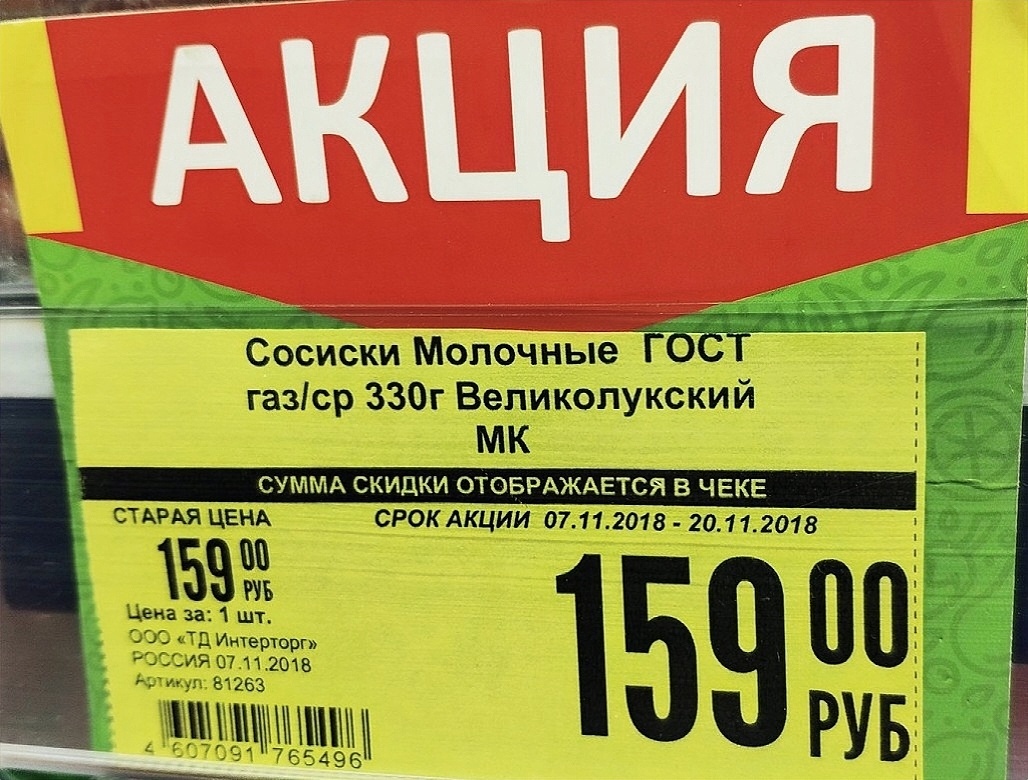 АКЦИЯ
Сосиски Молочные ГОСТ
газ/ср 330г Великолукский
МК
СУММА СКИДКИ ОТОБРАЖАЕТСЯ В ЧЕКЕ
СТАРАЯ ЦЕНА
159 00
РУБ
Цена за: 1 шт.
ООО «ТД Интерторг»
РОССИЯ 07.11.2018
Артикул: 81263
4 607091 765496
СРОК АКЦИИ 07.11.2018 - 20.11.2018
159 00
РУБ